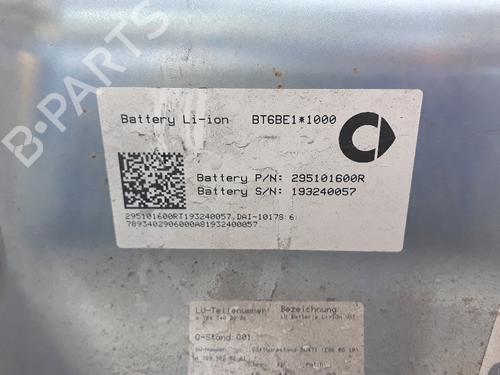 Battery Li-ion BT6BE1*1000
Battery P/N: 295101600R
Battery S/N: 193240057
295101600RT193240057.DAI-10178 6
7893402906000A81932400057
LU-Teilenummer Bezeichnung
Q-Stand: Q01
B-PARTS